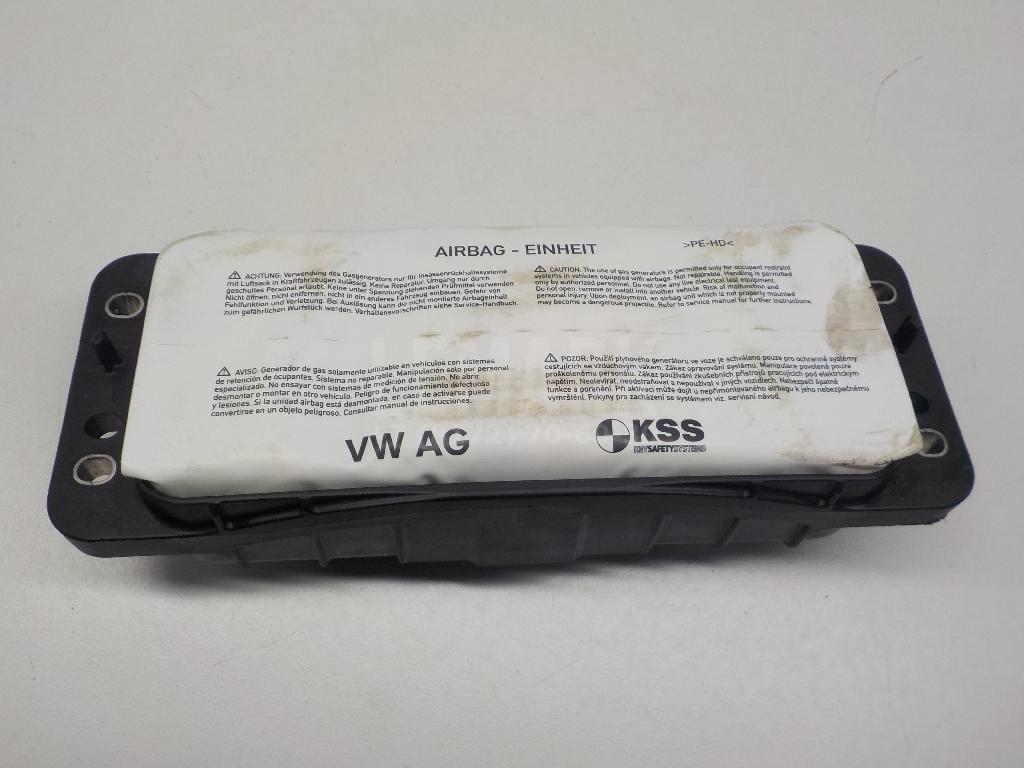 AIRBAG - EINHEIT
>PE-HD<
⚠ ACHTUNG: Verwendung des Gasgenerators nur für Insassenrückhaltesysteme
mit Luftsack in Kraftfahrzeugen zulässig. Keine Reparatur. Umgang nur durch
geschultes Personal erlaubt. Keine unter Spannung stehenden Prüfmittel verwenden
Nicht öffnen, nicht entfernen, nicht in ein anderes Fahrzeug einbauen. Gefahr von
Fehlfunktion und Verletzung. Bei Auslösung kann die nicht montierte Airbageinheit
zum gefährlichen Wurfstück werden. Verhaltensvorschriften siehe Service-Handbuch.
⚠ CAUTION: The use of gas generators is permitted only for occupant restraint
systems in vehicles equipped with airbags. Not repairable. Handling is permitted
only by authorized personnel. Do not use any live electrical test equipment.
Do not open, remove or install into another vehicle. Risk of malfunction and
personal injury. Upon deployment, an airbag unit which is not properly mounted
may become a dangerous projectile. Refer to service manual for further instructions.
⚠ AVISO: Generador de gas solamente utilizable en vehículos con sistemas
de retención de ocupantes. Sistema no reparable. Manipulación solo por personal
especializado. No ensayar con sistemas de medición de tensión. No abrir,
desmontar o montar en otro vehículo. Peligro de funcionamiento defectuoso
y lesiones. Si la unidad airbag está desmontada, en caso de activarse puede
convertirse en un objeto peligroso. Consultar manual de instrucciones.
⚠ POZOR: Použití plynového generátoru ve voze je schváleno pouze pro ochranné systémy
cestujících se vzduchovým vakem. Zákaz opravování systému. Manipulace povolená pouze
proškolenému personálu. Zákaz používání zkušebních přístrojů pracujících pod elektrickým
napětím. Neotevírat, neodstraňovat a nepoužívat v jiných vozidlech. Nebezpečí špatné
funkce a poranění. Při aktivaci může dojít u nepřimontovaného airbagu k jeho nebezpečnému
vymrštění. Pokyny pro zacházení se systémem viz. servisní návod.
VW AG
KSS
KEYSAFETYSYSTEMS